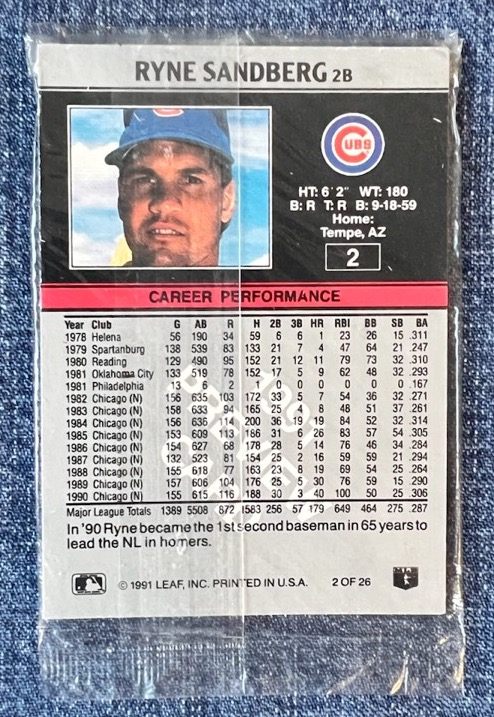 RYNE SANDBERG 2B
CUBS
HT: 6' 2" WT: 180
B: R T: R B: 9-18-59
Home:
Tempe, AZ
2
CAREER PERFORMANCE
Year Club G AB R H 2B 3B HR RBI BB SB BA
1978 Helena 56 190 34 59 6 6 1 23 26 15 .311
1979 Spartanburg 138 539 83 133 21 7 4 47 64 21 .247
1980 Reading 129 490 95 152 21 12 11 79 73 32 .310
1981 Oklahoma City 133 519 78 152 17 5 9 62 48 32 .293
1981 Philadelphia 13 6 2 1 0 0 0 0 0 0 .167
1982 Chicago (N) 156 635 103 172 33 5 7 54 36 32 .271
1983 Chicago (N) 158 633 94 165 25 4 8 48 51 37 .261
1984 Chicago (N) 156 636 114 200 36 19 19 84 52 32 .314
1985 Chicago (N) 153 609 113 186 31 6 26 83 57 54 .305
1986 Chicago (N) 154 627 68 178 28 5 14 76 46 34 .284
1987 Chicago (N) 132 523 81 154 25 2 16 59 59 21 .294
1988 Chicago (N) 155 618 77 163 23 8 19 69 54 25 .264
1989 Chicago (N) 157 606 104 176 25 5 30 76 59 15 .290
1990 Chicago (N) 155 615 116 188 30 3 40 100 50 25 .306
Major League Totals 1389 5508 872 1583 256 57 179 649 464 275 .287
1991
PREVIEW
CARD
In '90 Ryne became the 1st second baseman in 65 years to
lead the NL in homers.
© 1991 LEAF, INC. PRINTED IN U.S.A. 2 OF 26